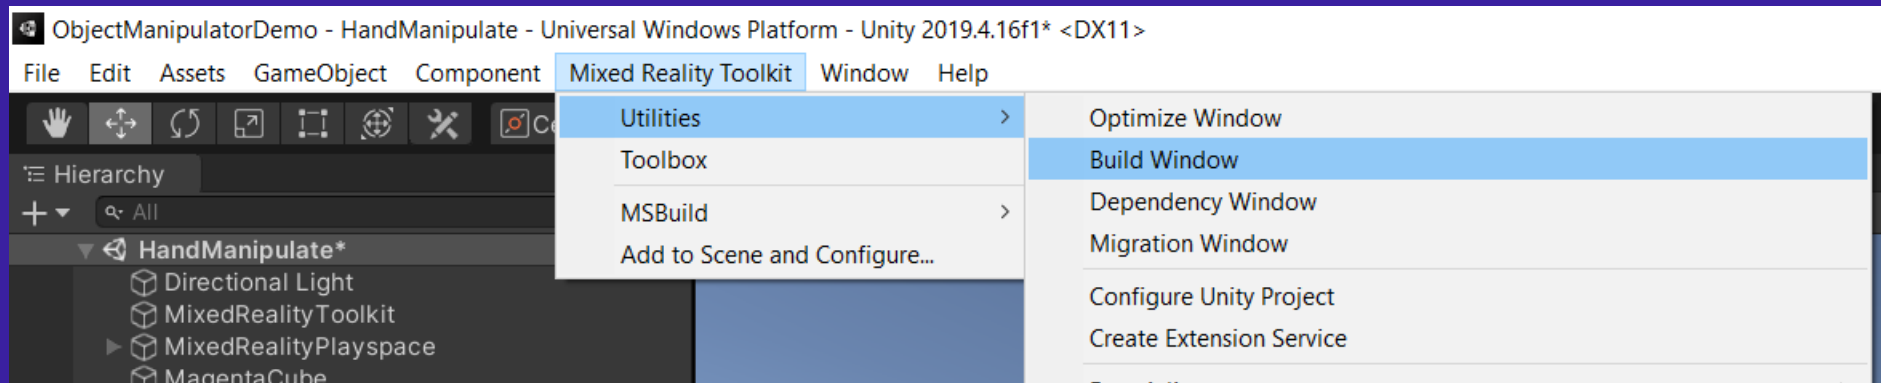 ObjectManipulatorDemo - HandManipulate - Universal Windows Platform - Unity 2019.4.16f1* <DX11>
File Edit Assets GameObject Component Mixed Reality Toolkit Window Help
Utilities
Toolbox
MSBuild
Add to Scene and Configure...
Optimize Window
Build Window
Dependency Window
Migration Window
Configure Unity Project
Create Extension Service
Hierarchy
All
HandManipulate*
Directional Light
MixedRealityToolkit
MixedRealityPlayspace
MagentaCube